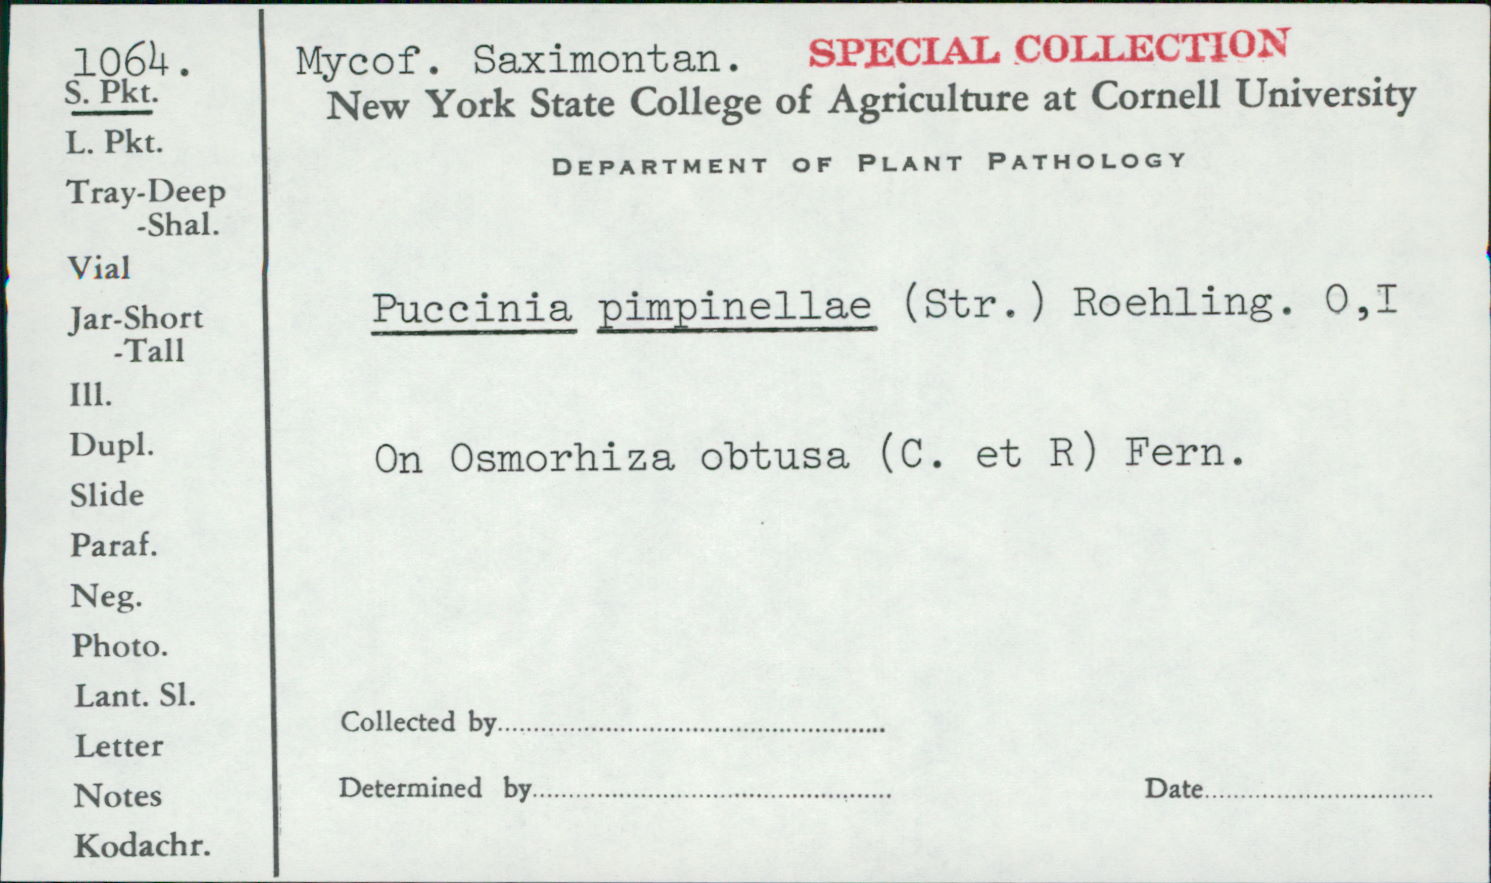 1064.
S. Pkt.
L. Pkt.
Tray-Deep
-Shal.
Vial
Jar-Short
-Tall
Ill.
Dupl.
Slide
Paraf.
Neg.
Photo.
Lant. Sl.
Letter
Notes
Kodachr.
Mycof. Saximontan. SPECIAL COLLECTION
New York State College of Agriculture at Cornell University
DEPARTMENT OF PLANT PATHOLOGY
Puccinia pimpinellae (Str.) Roehling. O,I
On Osmorhiza obtusa (C. et R) Fern.
Collected by
Determined by
Date